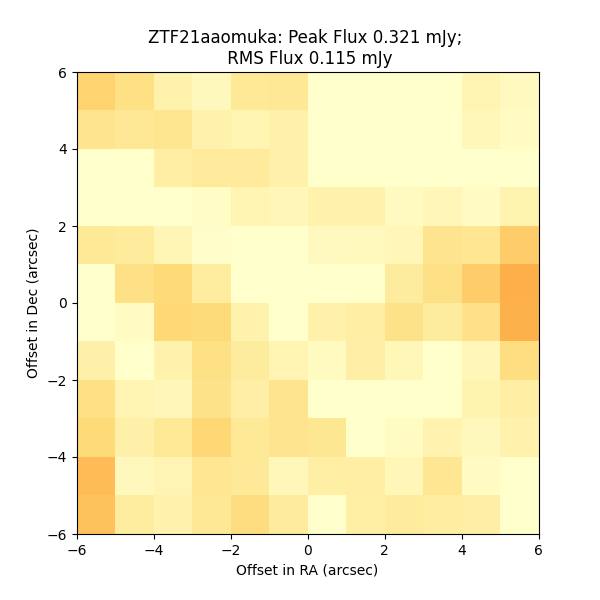 ZTF21aaomuka: Peak Flux 0.321 mJy;
RMS Flux 0.115 mJy
6
4
2
0
−2
−4
−6
Offset in Dec (arcsec)
−6 −4 −2 0 2 4 6
Offset in RA (arcsec)